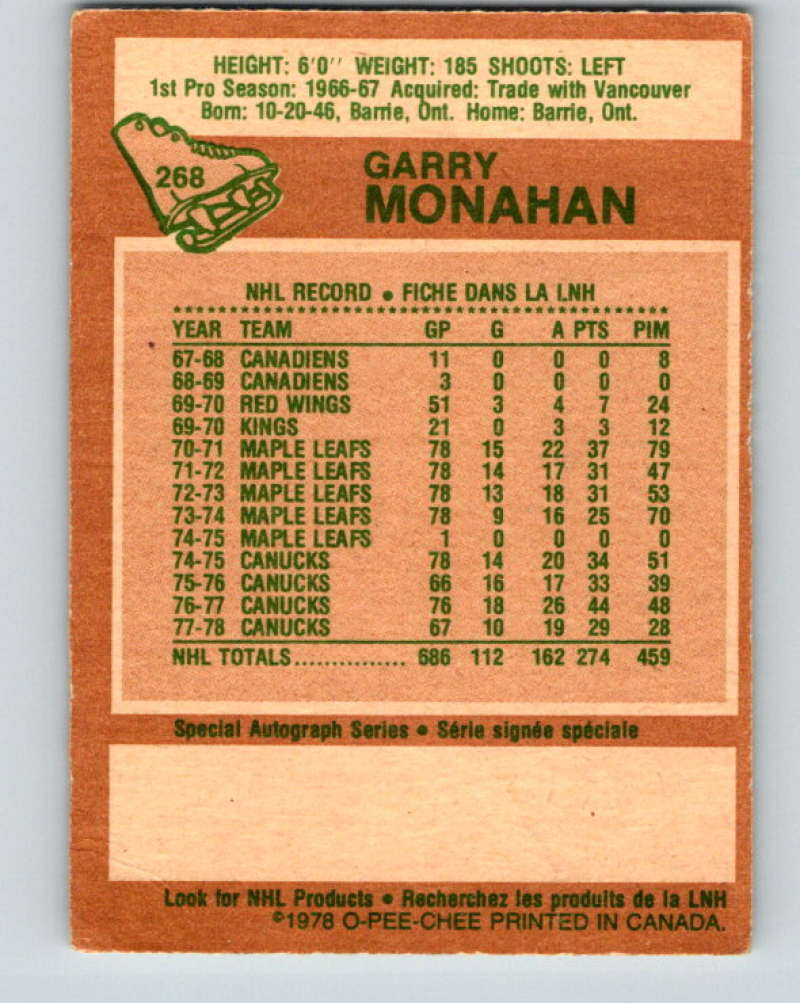 HEIGHT: 6'0'' WEIGHT: 185 SHOOTS: LEFT
1st Pro Season: 1966-67 Acquired: Trade with Vancouver
Born: 10-20-46, Barrie, Ont. Home: Barrie, Ont.
268
GARRY
MONAHAN
NHL RECORD • FICHE DANS LA LNH
YEAR TEAM GP G A PTS PIM
67-68 CANADIENS 11 0 0 0 8
68-69 CANADIENS 3 0 0 0 0
69-70 RED WINGS 51 3 4 7 24
69-70 KINGS 21 0 3 3 12
70-71 MAPLE LEAFS 78 15 22 37 79
71-72 MAPLE LEAFS 78 14 17 31 47
72-73 MAPLE LEAFS 78 13 18 31 53
73-74 MAPLE LEAFS 78 9 16 25 70
74-75 MAPLE LEAFS 1 0 0 0 0
74-75 CANUCKS 78 14 20 34 51
75-76 CANUCKS 66 16 17 33 39
76-77 CANUCKS 76 18 26 44 48
77-78 CANUCKS 67 10 19 29 28
NHL TOTALS............... 686 112 162 274 459
Special Autograph Series • Série signée spéciale
Look for NHL Products • Recherchez les produits de la LNH
©1978 O-PEE-CHEE PRINTED IN CANADA.